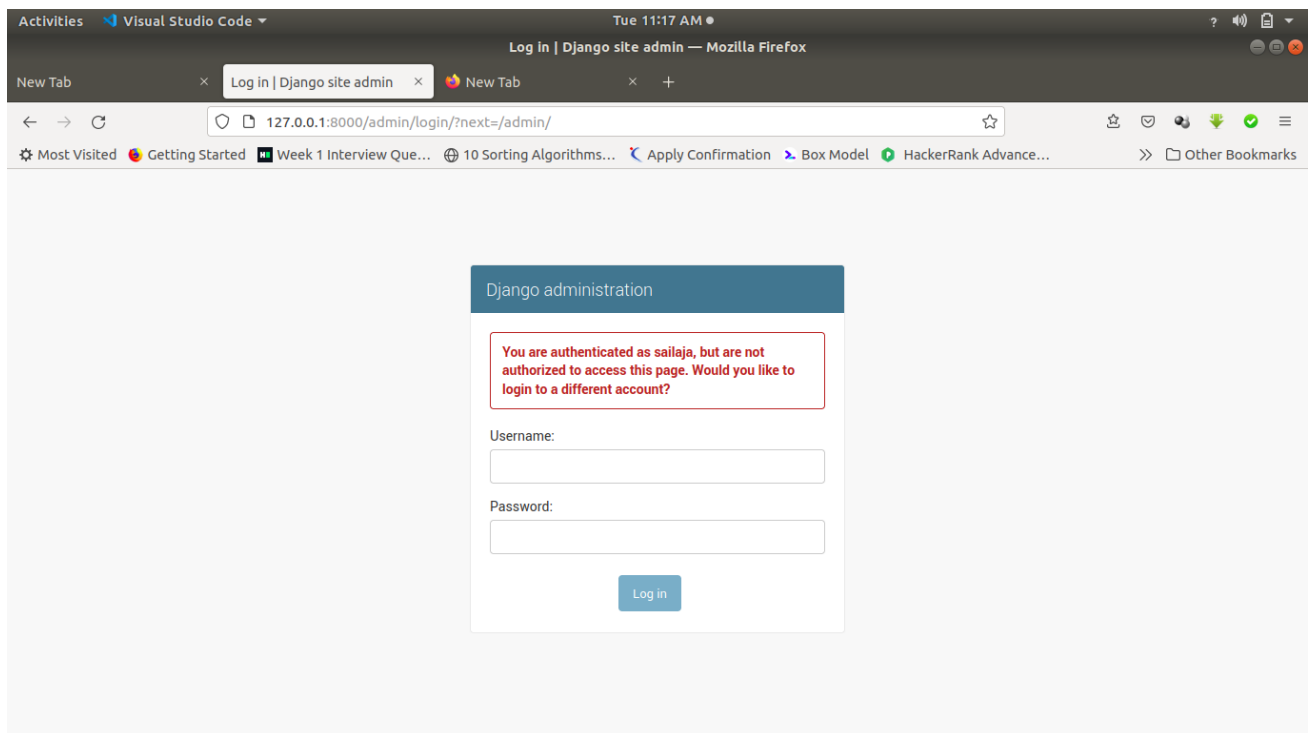 Activities Visual Studio Code Tue 11:17 AM ?
Log in | Django site admin — Mozilla Firefox
New Tab Log in | Django site admin New Tab
127.0.0.1:8000/admin/login/?next=/admin/
Most Visited Getting Started Week 1 Interview Que... 10 Sorting Algorithms... Apply Confirmation Box Model HackerRank Advance... Other Bookmarks
Django administration
You are authenticated as sailaja, but are not
authorized to access this page. Would you like to
login to a different account?
Username:
Password:
Log in